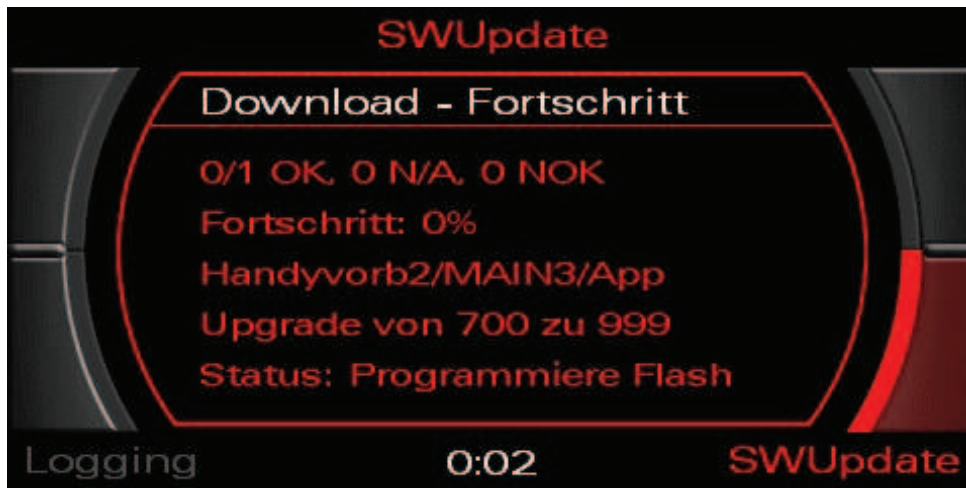 SWUpdate
Download - Fortschritt
0/1 OK, 0 N/A, 0 NOK
Fortschritt: 0%
Handyvorb2/MAIN3/App
Upgrade von 700 zu 999
Status: Programmiere Flash
Logging 0:02 SWUpdate